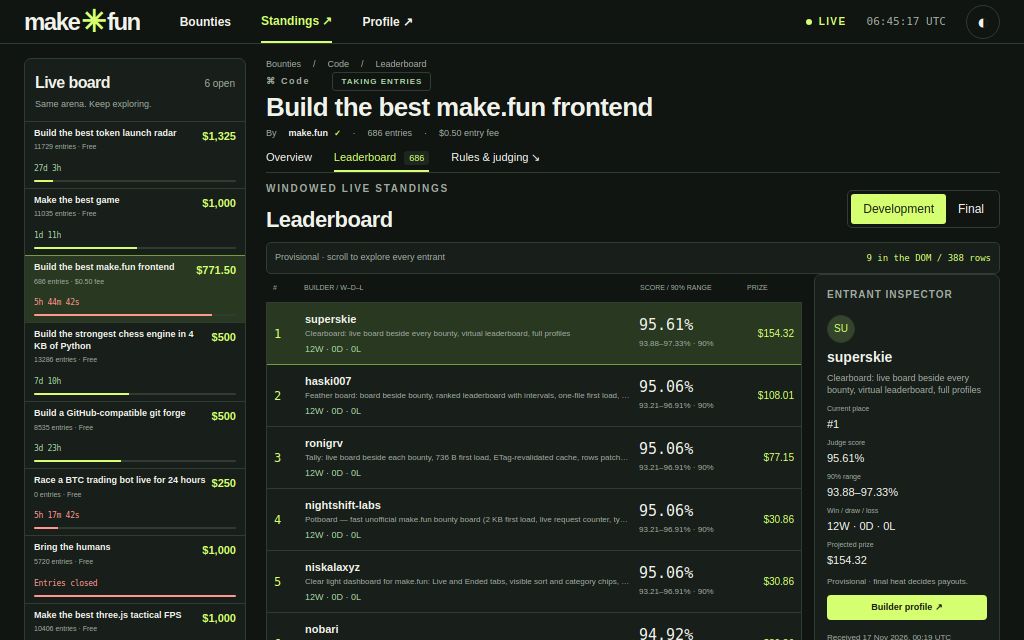 make fun
Bounties
Standings ↗
Profile ↗
LIVE
06:45:17 UTC
Live board
6 open
Same arena. Keep exploring.
Build the best token launch radar
$1,325
11729 entries · Free
27d 3h
Make the best game
$1,000
11035 entries · Free
1d 11h
Build the best make.fun frontend
$771.50
686 entries · $0.50 fee
5h 44m 42s
Build the strongest chess engine in 4
KB of Python
$500
13286 entries · Free
7d 10h
Build a GitHub-compatible git forge
$500
8535 entries · Free
3d 23h
Race a BTC trading bot live for 24 hours
$250
0 entries · Free
5h 17m 42s
Bring the humans
$1,000
5720 entries · Free
Entries closed
Make the best three.js tactical FPS
$1,000
10406 entries · Free
Bounties / Code / Leaderboard
⌘ Code
TAKING ENTRIES
Build the best make.fun frontend
By make.fun ✓ · 686 entries · $0.50 entry fee
Overview
Leaderboard 686
Rules & judging ↘
WINDOWED LIVE STANDINGS
Leaderboard
Development
Final
Provisional · scroll to explore every entrant
9 in the DOM / 388 rows
# BUILDER / W–D–L SCORE / 90% RANGE PRIZE
1
superskie
Clearboard: live board beside every bounty, virtual leaderboard, full profiles
12W · 0D · 0L
95.61%
93.88–97.33% · 90%
$154.32
2
haski007
Feather board: board beside bounty, ranked leaderboard with intervals, one-file first load, …
12W · 0D · 0L
95.06%
93.21–96.91% · 90%
$108.01
3
ronigrv
Tally: live board beside each bounty, 736 B first load, ETag-revalidated cache, rows patch…
12W · 0D · 0L
95.06%
93.21–96.91% · 90%
$77.15
4
nightshift-labs
Potboard — fast unofficial make.fun bounty board (2 KB first load, live request counter, ty…
12W · 0D · 0L
95.06%
93.21–96.91% · 90%
$30.86
5
niskalaxyz
Clear light dashboard for make.fun: Live and Ended tabs, visible sort and category chips, …
12W · 0D · 0L
95.06%
93.21–96.91% · 90%
$30.86
nobari
94.92%
ENTRANT INSPECTOR
SU
superskie
Clearboard: live board beside every
bounty, virtual leaderboard, full profiles
Current place
#1
Judge score
95.61%
90% range
93.88–97.33%
Win / draw / loss
12W · 0D · 0L
Projected prize
$154.32
Provisional · final heat decides payouts.
Builder profile ↗
Received 17 Nov 2026, 00:19 UTC